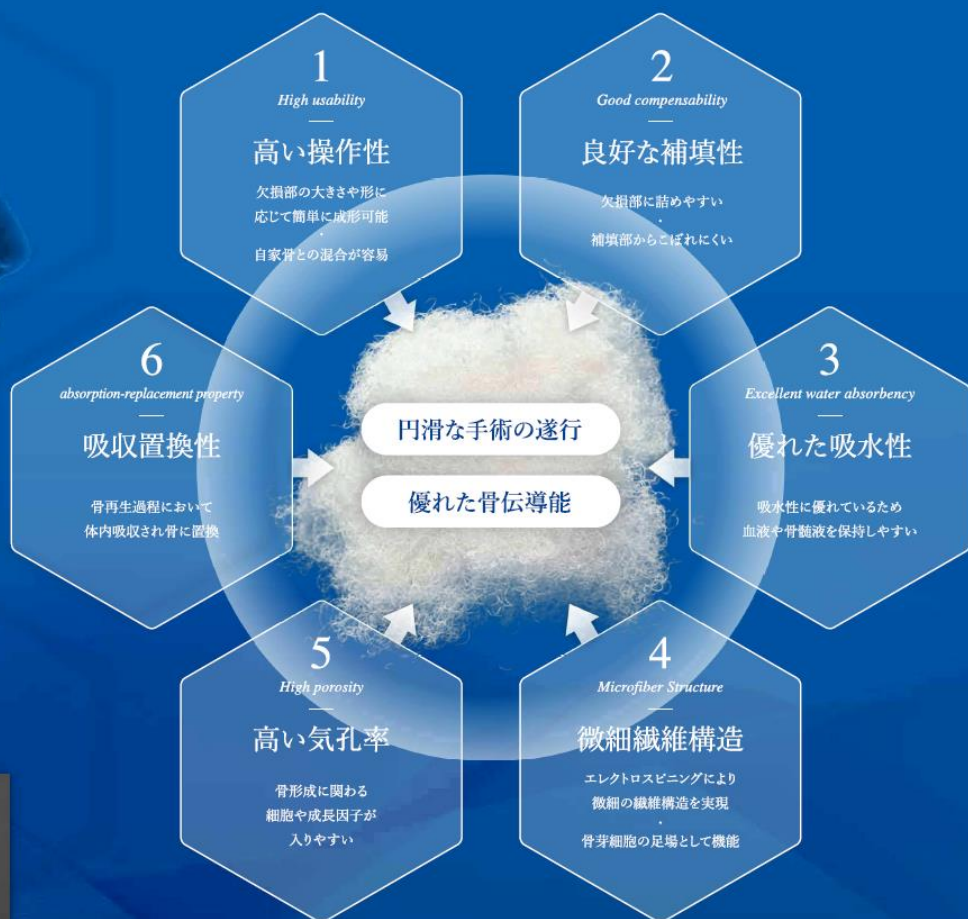 1
High usability
高い操作性
欠損部の大きさや形に
応じて簡単に成形可能
・
自家骨との混合が容易
2
Good compensability
良好な補填性
欠損部に詰めやすい
・
補填部からこぼれにくい
3
Excellent water absorbency
優れた吸水性
吸水性に優れているため
血液や骨髄液を保持しやすい
4
Microfiber Structure
微細繊維構造
エレクトロスピニングにより
微細の繊維構造を実現
・
骨芽細胞の足場として機能
5
High porosity
高い気孔率
骨形成に関わる
細胞や成長因子が
入りやすい
6
absorption-replacement property
吸収置換性
骨再生過程において
体内吸収され骨に置換
円滑な手術の遂行
優れた骨伝導能